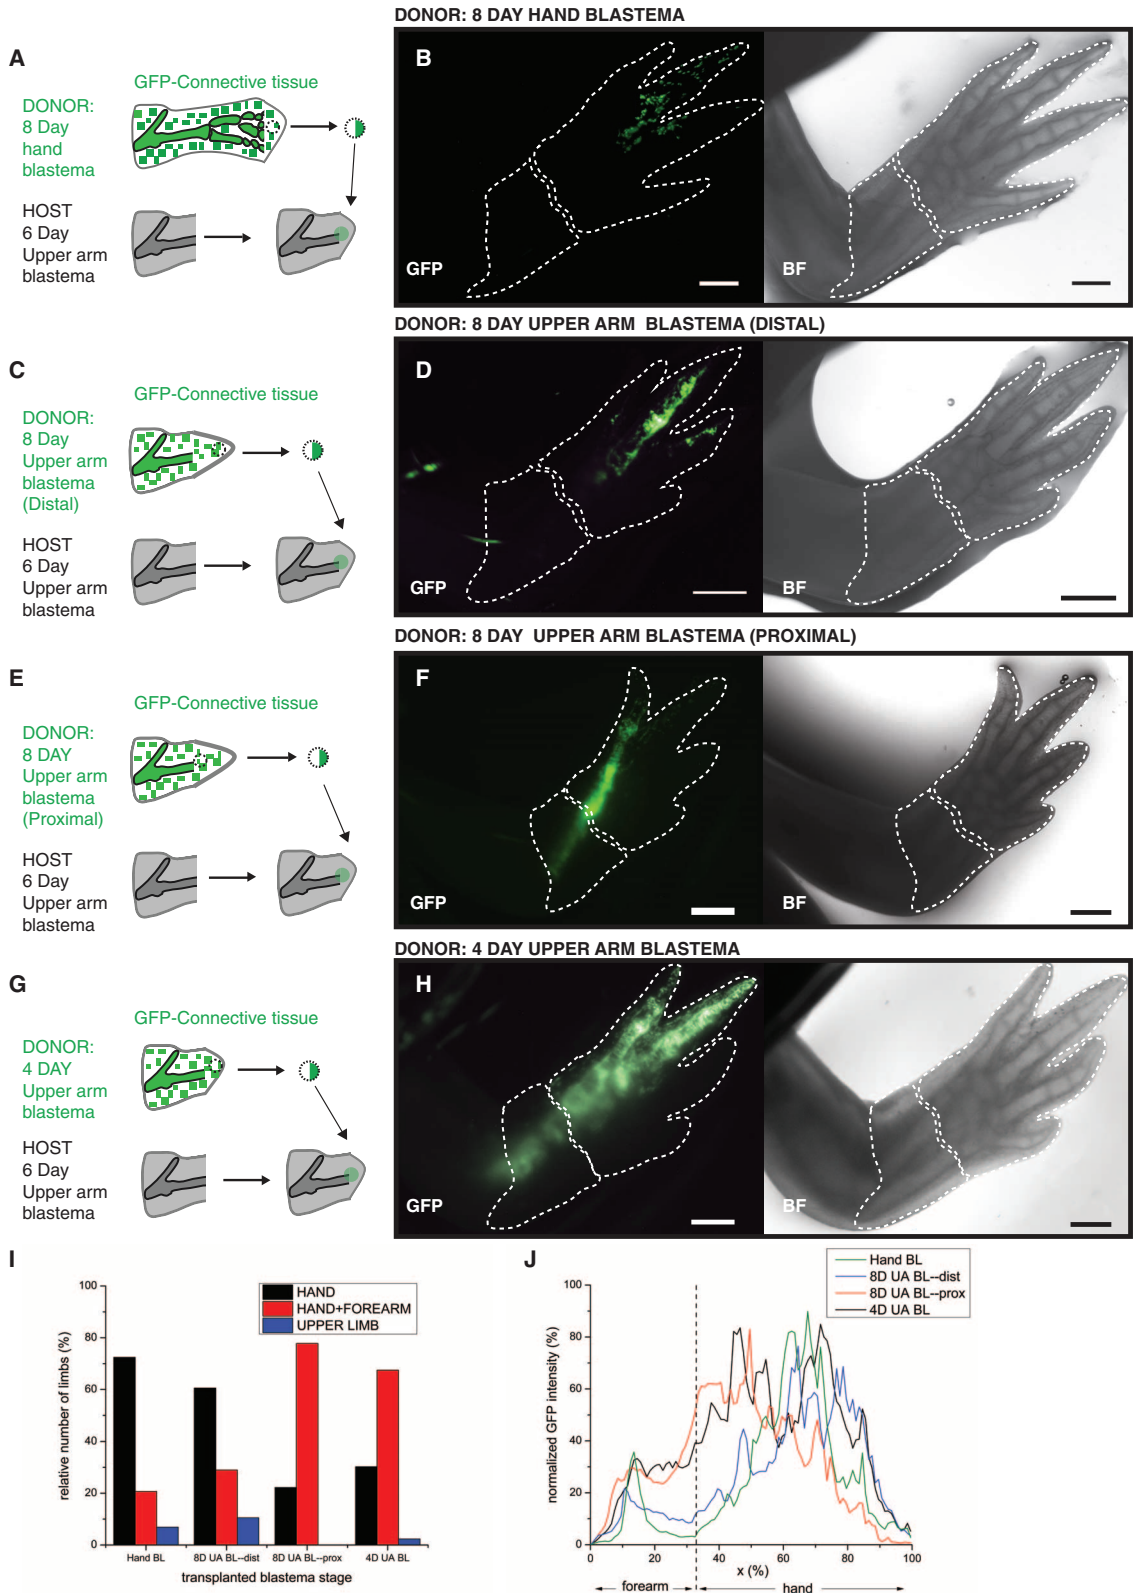 DONOR: 8 DAY HAND BLASTEMA
A
GFP-Connective tissue
DONOR:
8 Day
hand
blastema
HOST
6 Day
Upper arm
blastema
B
GFP
BF
DONOR: 8 DAY UPPER ARM BLASTEMA (DISTAL)
C
GFP-Connective tissue
DONOR:
8 Day
Upper arm
blastema
(Distal)
HOST
6 Day
Upper arm
blastema
D
GFP
BF
DONOR: 8 DAY UPPER ARM BLASTEMA (PROXIMAL)
E
GFP-Connective tissue
DONOR:
8 DAY
Upper arm
blastema
(Proximal)
HOST
6 Day
Upper arm
blastema
F
GFP
BF
DONOR: 4 DAY UPPER ARM BLASTEMA
G
GFP-Connective tissue
DONOR:
4 DAY
Upper arm
blastema
HOST
6 Day
Upper arm
blastema
H
GFP
BF
I
relative number of limbs (%)
100
80
60
40
20
0
HAND
HAND+FOREARM
UPPER LIMB
Hand BL
8D UA BL--dist
8D UA BL--prox
4D UA BL
transplanted blastema stage
J
Hand BL
8D UA BL--dist
8D UA BL--prox
4D UA BL
normalized GFP intensity (%)
100
80
60
40
20
0
0
20
40
60
80
100
x (%)
forearm
hand